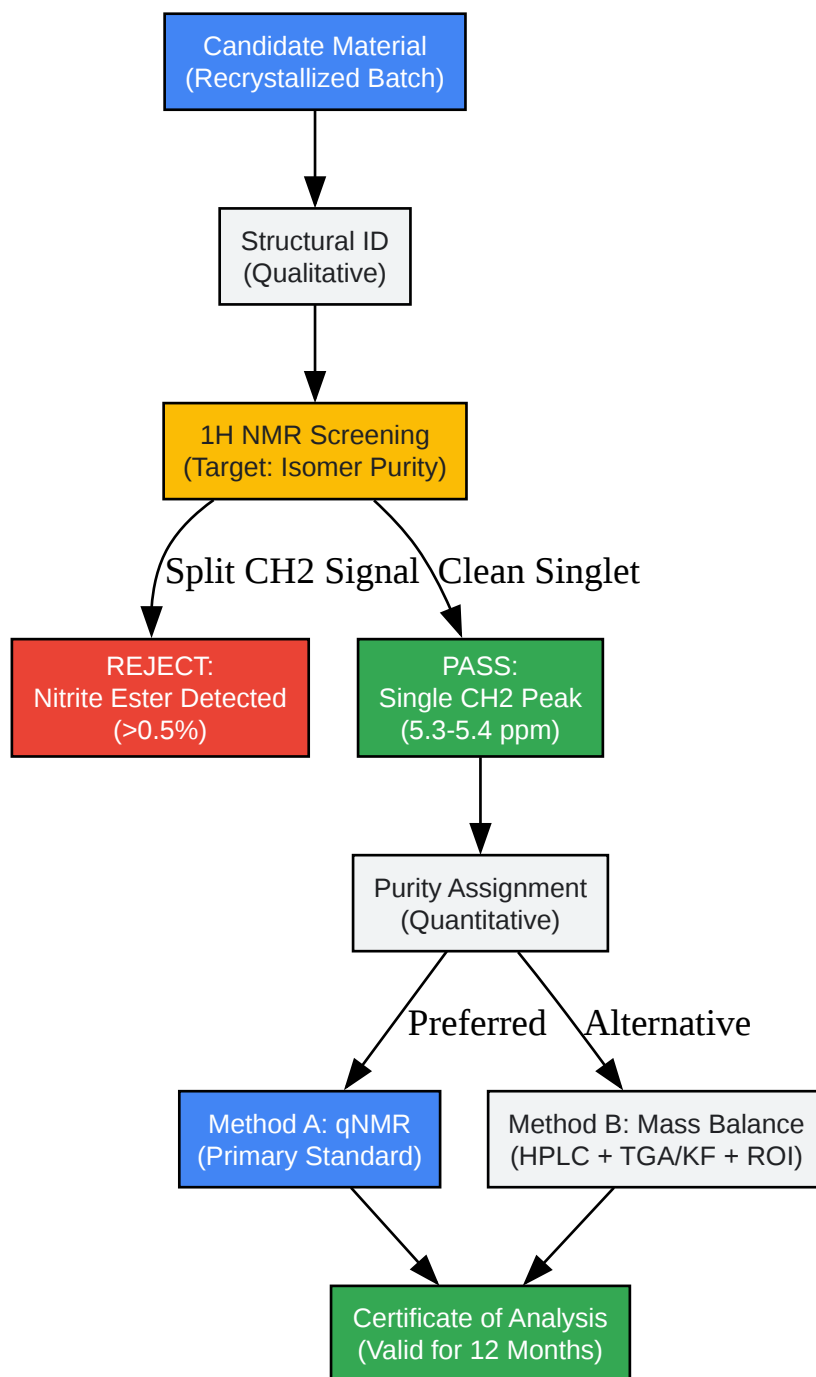 Candidate Material
(Recrystallized Batch)
Structural ID
(Qualitative)
1H NMR Screening
(Target: Isomer Purity)
Split CH2 Signal
Clean Singlet
REJECT:
Nitrite Ester Detected
(>0.5%)
PASS:
Single CH2 Peak
(5.3-5.4 ppm)
Purity Assignment
(Quantitative)
Preferred
Alternative
Method A: qNMR
(Primary Standard)
Method B: Mass Balance
(HPLC + TGA/KF + ROI)
Certificate of Analysis
(Valid for 12 Months)